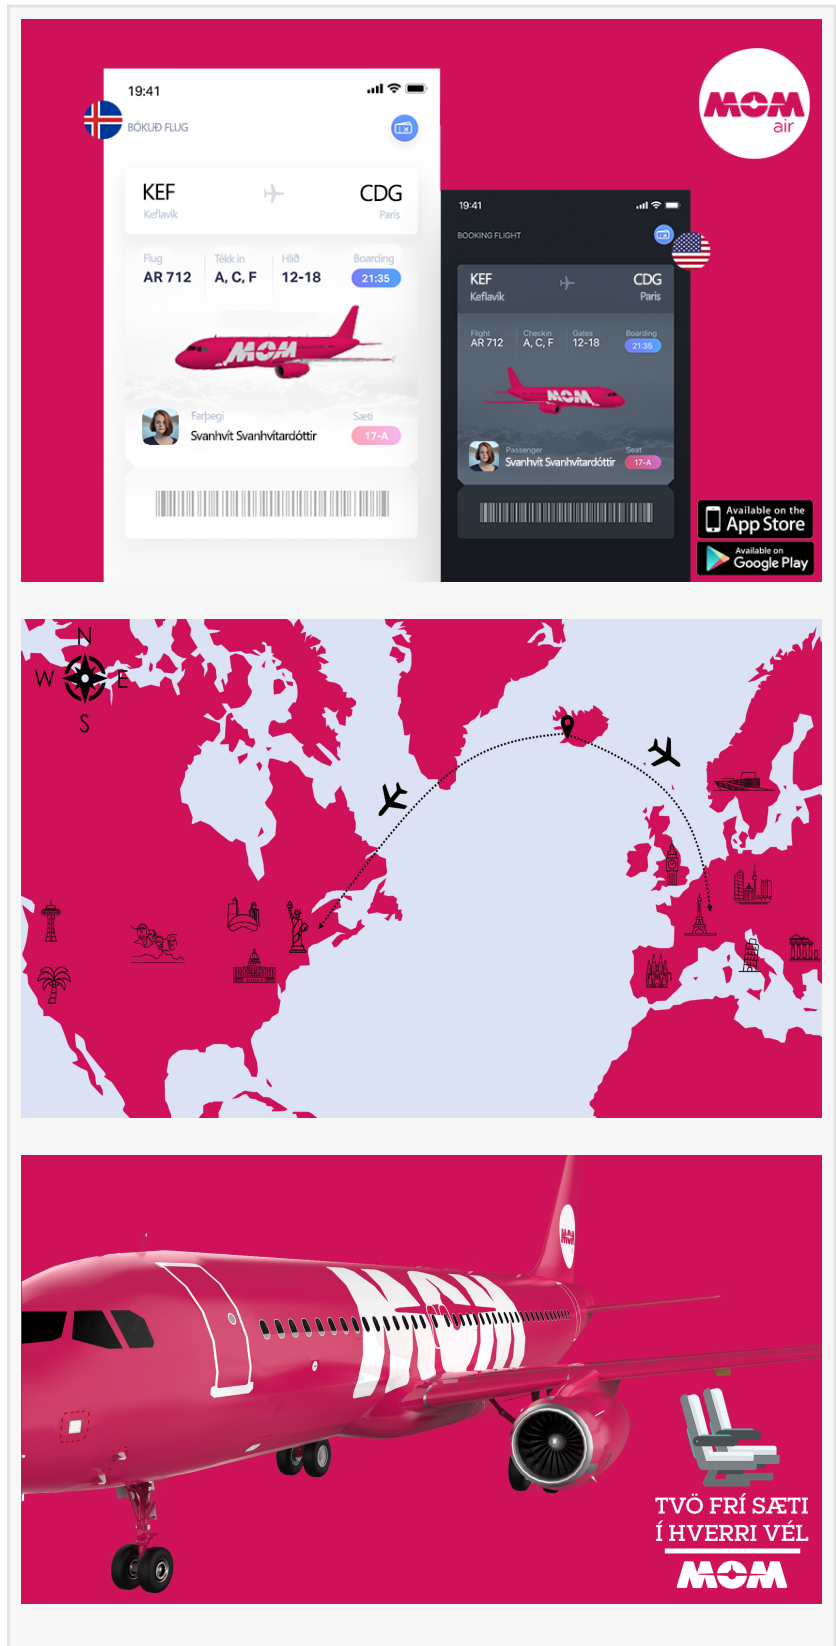 19:41
BÓKUÐ FLUG
KEF
CDG
Keflavík
Paris
Flug
Tékk in
Hlið
Boarding
AR 712
A, C, F
12-18
21:35
MOM
Farþegi
Sæti
Svanhvít Svanhvítardóttir
17-A
MOM
air
19:41
BOOKING FLIGHT
KEF
CDG
Keflavik
Paris
Flight
Checkin
Gates
Boarding
AR 712
A, C, F
12-18
21:35
MOM
Passenger
Seat
Svanhvít Svanhvítardóttir
17-A
Available on the
App Store
Available on
Google Play
N
W
E
S
MOM
MOM
TVÖ FRÍ SÆTI
Í HVERRI VÉL
MOM